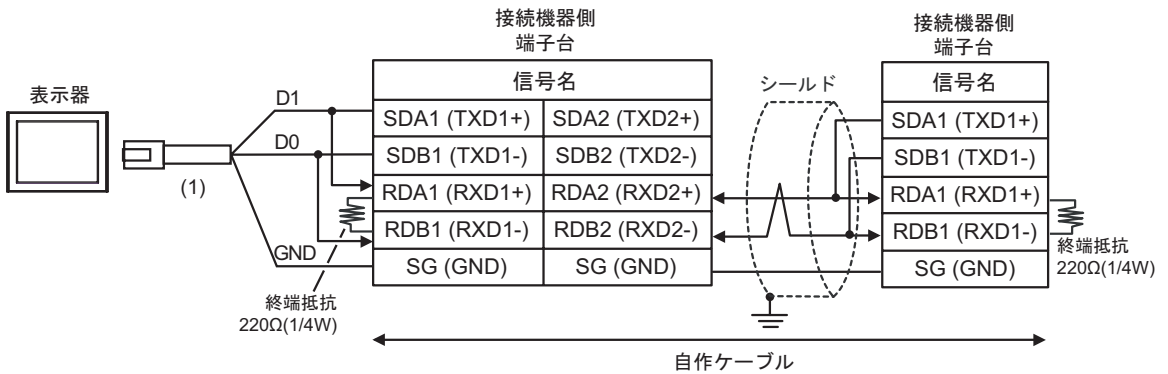 表示器
(1)
D1
D0
GND
終端抵抗
220Ω(1/4W)
接続機器側
端子台
信号名
SDA1 (TXD1+) SDA2 (TXD2+)
SDB1 (TXD1-) SDB2 (TXD2-)
RDA1 (RXD1+) RDA2 (RXD2+)
RDB1 (RXD1-) RDB2 (RXD2-)
SG (GND) SG (GND)
シールド
接続機器側
端子台
信号名
SDA1 (TXD1+)
SDB1 (TXD1-)
RDA1 (RXD1+)
RDB1 (RXD1-)
SG (GND)
終端抵抗
220Ω(1/4W)
自作ケーブル